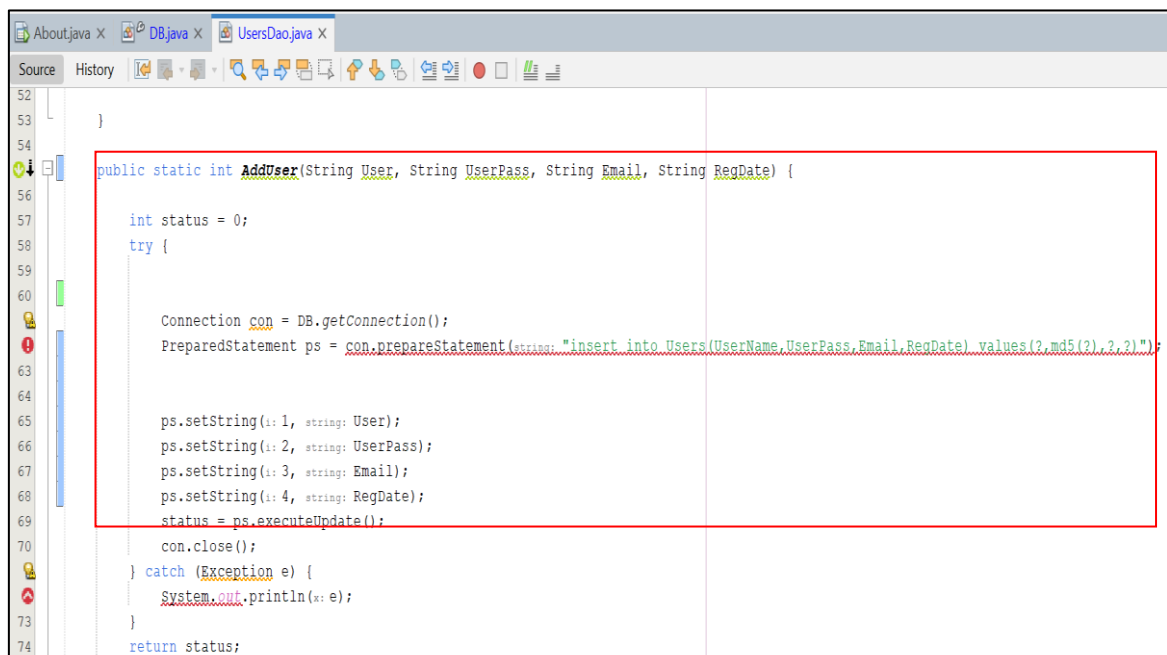 About.java × DB.java × UsersDao.java ×
Source History
52
53 }
54
public static int AddUser(String User, String UserPass, String Email, String RegDate) {
56
57 int status = 0;
58 try {
59
60
Connection con = DB.getConnection();
PreparedStatement ps = con.prepareStatement(string: "insert into Users(UserName,UserPass,Email,RegDate) values(?,md5(?),?,?)");
63
64
65 ps.setString(i: 1, string: User);
66 ps.setString(i: 2, string: UserPass);
67 ps.setString(i: 3, string: Email);
68 ps.setString(i: 4, string: RegDate);
69 status = ps.executeUpdate();
70 con.close();
} catch (Exception e) {
System.out.println(x: e);
73 }
74 return status;